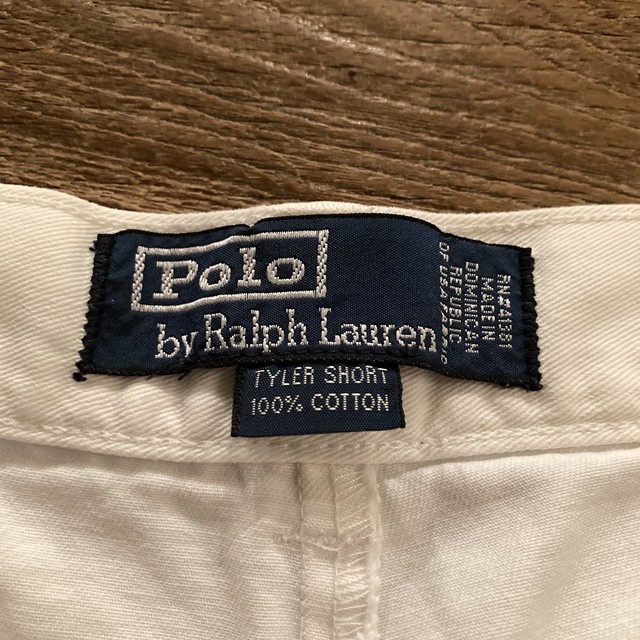 Polo
by Ralph Lauren
RN#41381
MADE IN
DOMINICAN
REPUBLIC
OF USA FABRIC
TYLER SHORT
100% COTTON